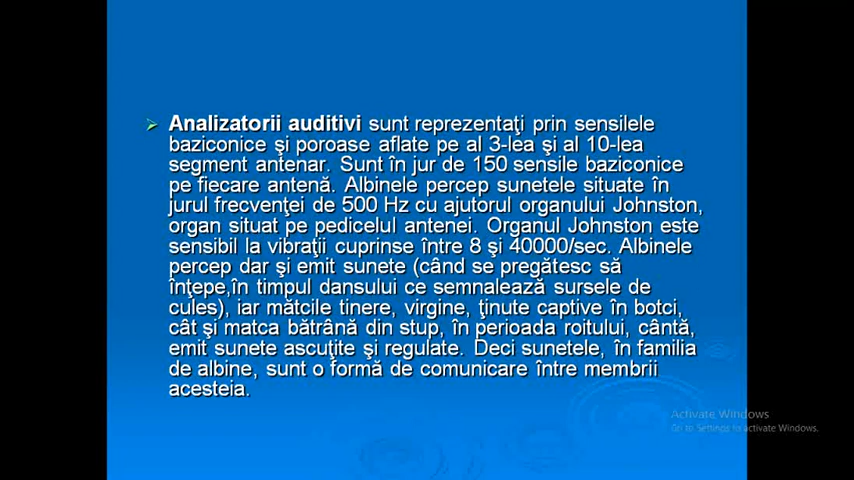 Analizatorii auditivi sunt reprezentaţi prin sensilele
baziconice şi poroase aflate pe al 3-lea şi al 10-lea
segment antenar. Sunt în jur de 150 sensile baziconice
pe fiecare antenă. Albinele percep sunetele situate în
jurul frecvenţei de 500 Hz cu ajutorul organului Johnston,
organ situat pe pedicelul antenei. Organul Johnston este
sensibil la vibraţii cuprinse între 8 şi 40000/sec. Albinele
percep dar şi emit sunete (când se pregătesc să
înţepe,în timpul dansului ce semnalează sursele de
cules), iar mătcile tinere, virgine, ţinute captive în botci,
cât şi matca bătrână din stup, în perioada roitului, cântă,
emit sunete ascuţite şi regulate. Deci sunetele, în familia
de albine, sunt o formă de comunicare între membrii
acesteia.
Activate Windows
Go to Settings to activate Windows.